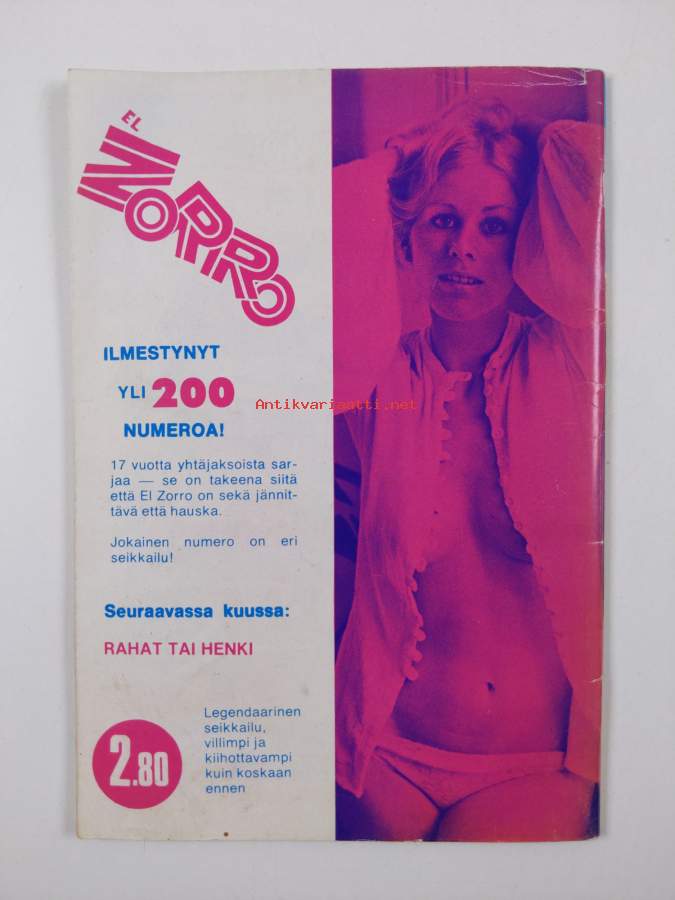 EL
ZORRO
ILMESTYNYT
YLI 200
NUMEROA!
17 vuotta yhtäjaksoista sar-
jaa — se on takeena siitä
että El Zorro on sekä jännit-
tävä että hauska.
Jokainen numero on eri
seikkailu!
Seuraavassa kuussa:
RAHAT TAI HENKI
2.80
Legendaarinen
seikkailu,
villimpi ja
kiihottavampi
kuin koskaan
ennen
Antikvariaatti.net